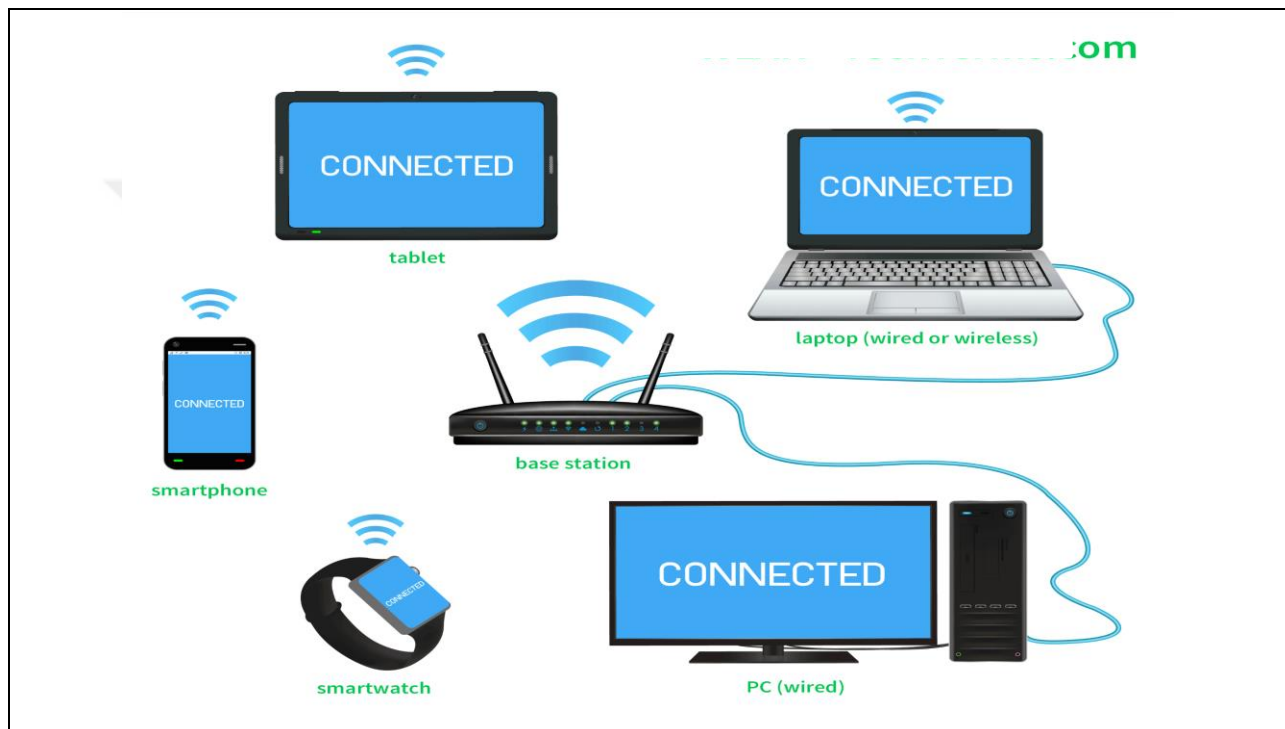 com
CONNECTED
CONNECTED
tablet
laptop (wired or wireless)
CONNECTED
base station
smartphone
CONNECTED
CONNECTED
smartwatch
PC (wired)